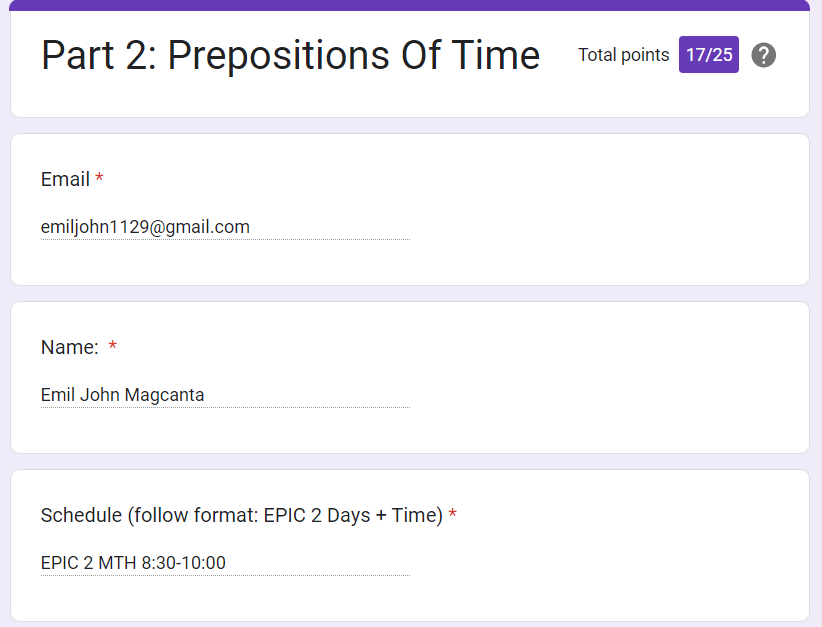 Part 2: Prepositions Of Time
Total points 17/25 ?
Email *
emiljohn1129@gmail.com
Name: *
Emil John Magcanta
Schedule (follow format: EPIC 2 Days + Time) *
EPIC 2 MTH 8:30-10:00